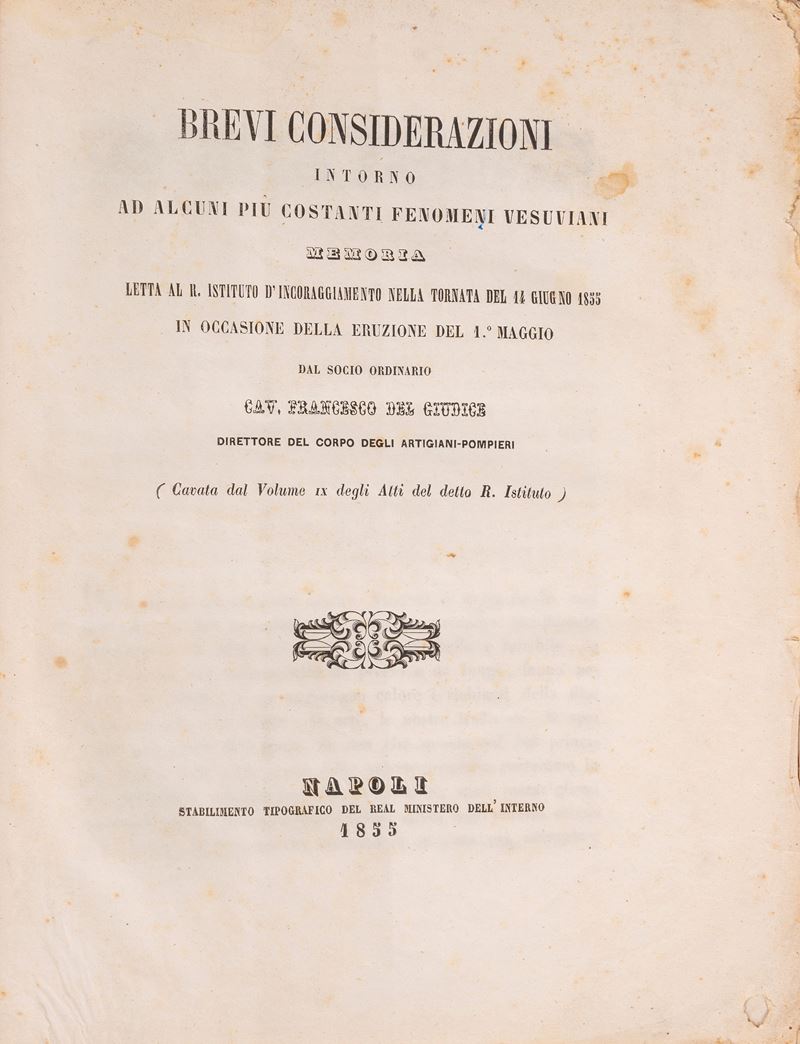 BREVI CONSIDERAZIONI
INTORNO
AD ALCUNI PIÙ COSTANTI FENOMENI VESUVIANI
MEMORIA
LETTA AL R. ISTITUTO D'INCORAGGIAMENTO NELLA TORNATA DEL 14 GIUGNO 1855
IN OCCASIONE DELLA ERUZIONE DEL 1.° MAGGIO
DAL SOCIO ORDINARIO
CAV. FRANCESCO DEL GIUDICE
DIRETTORE DEL CORPO DEGLI ARTIGIANI-POMPIERI
( Cavata dal Volume IX degli Atti del detto R. Istituto )
NAPOLI
STABILIMENTO TIPOGRAFICO DEL REAL MINISTERO DELL'INTERNO
1855